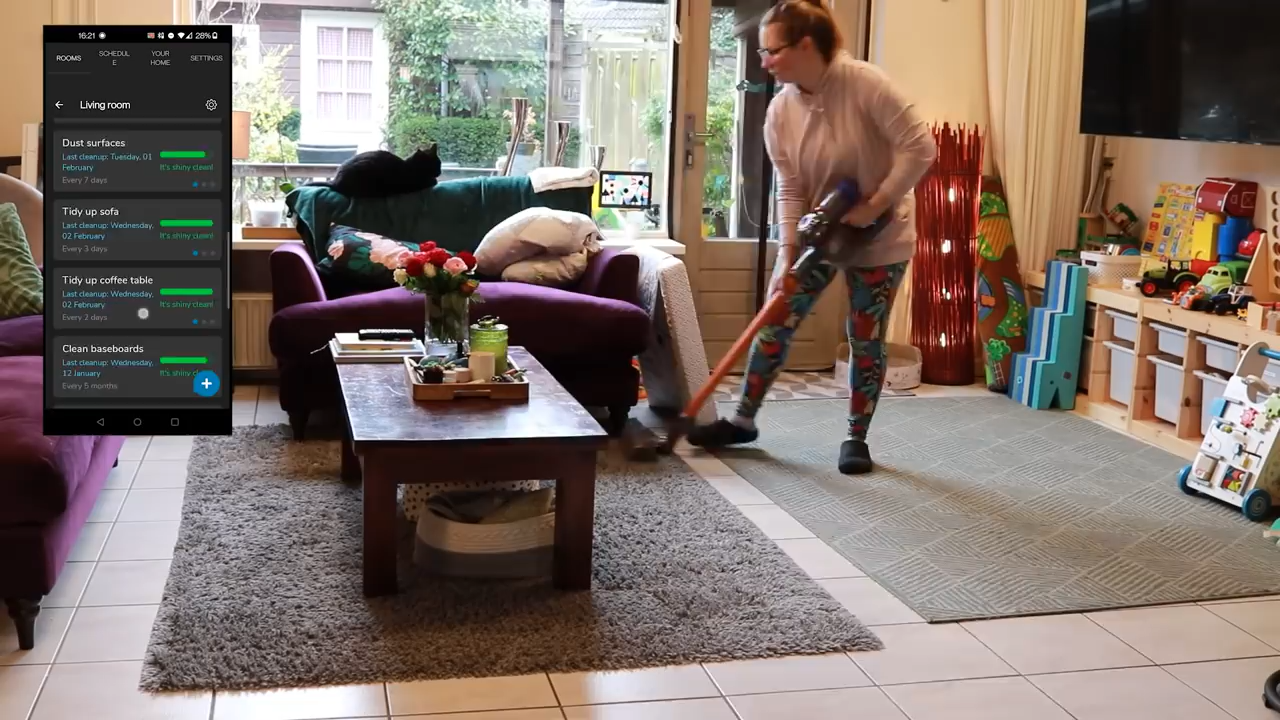 16:21 28%
ROOMS
SCHEDUL
E
YOUR
HOME
SETTINGS
Living room
Dust surfaces
Last cleanup: Tuesday, 01
February
It's shiny clean!
Every 7 days
Tidy up sofa
Last cleanup: Wednesday,
02 February
It's shiny clean!
Every 3 days
Tidy up coffee table
Last cleanup: Wednesday,
02 February
It's shiny clean!
Every 2 days
Clean baseboards
Last cleanup: Wednesday,
12 January
It's shiny cl
Every 5 months